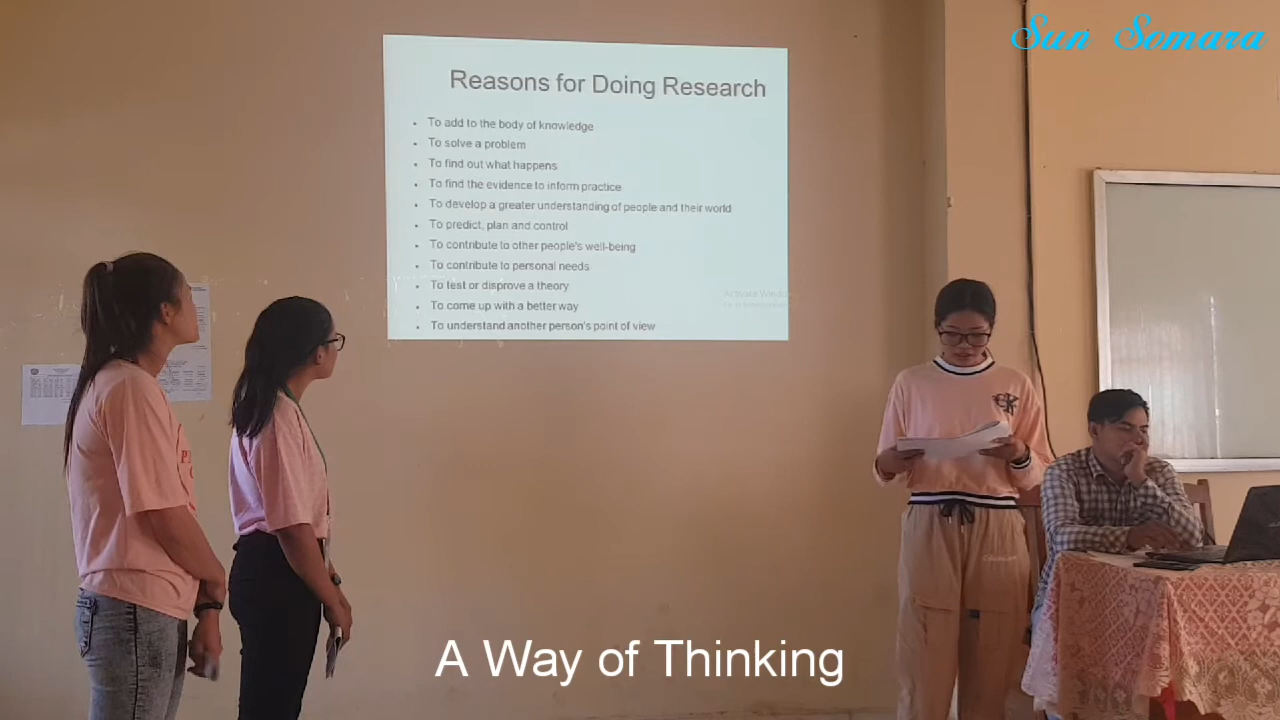 Sun Somara
Reasons for Doing Research
• To add to the body of knowledge
• To solve a problem
• To find out what happens
• To find the evidence to inform practice
• To develop a greater understanding of people and their world
• To predict, plan and control
• To contribute to other people's well-being
• To contribute to personal needs
• To test or disprove a theory
• To come up with a better way
• To understand another person's point of view
A Way of Thinking